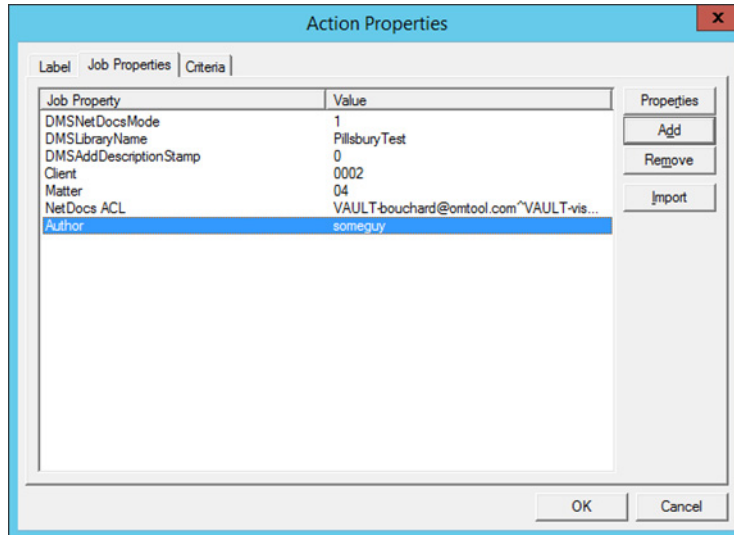 Action Properties
x
Label Job Properties Criteria
Job Property Value
DMSNetDocsMode 1
DMSLibraryName PillsburyTest
DMSAddDescriptionStamp 0
Client 0002
Matter 04
NetDocs ACL VAULT-bouchard@omtool.com^VAULT-vis...
Author someguy
Properties
Add
Remove
Import
OK Cancel